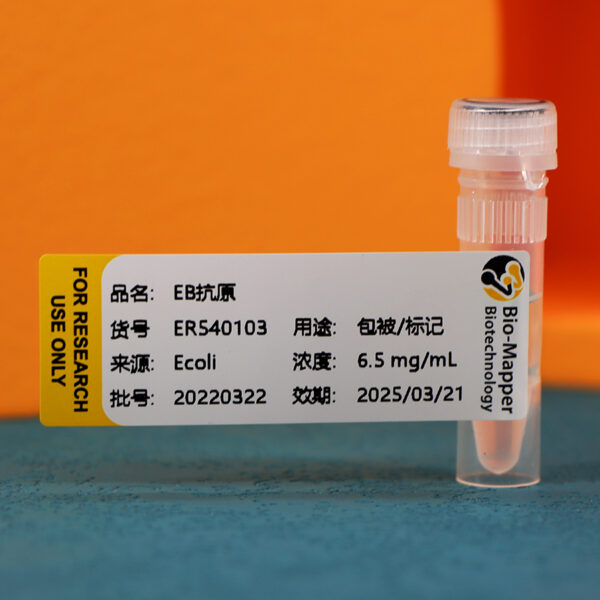 FOR RESEARCH
USE ONLY
品名: EB抗原
货号 ER540103 用途: 包被/标记
来源: Ecoli 浓度: 6.5 mg/mL
批号: 20220322 效期: 2025/03/21
Bio-Mapper
Biotechnology